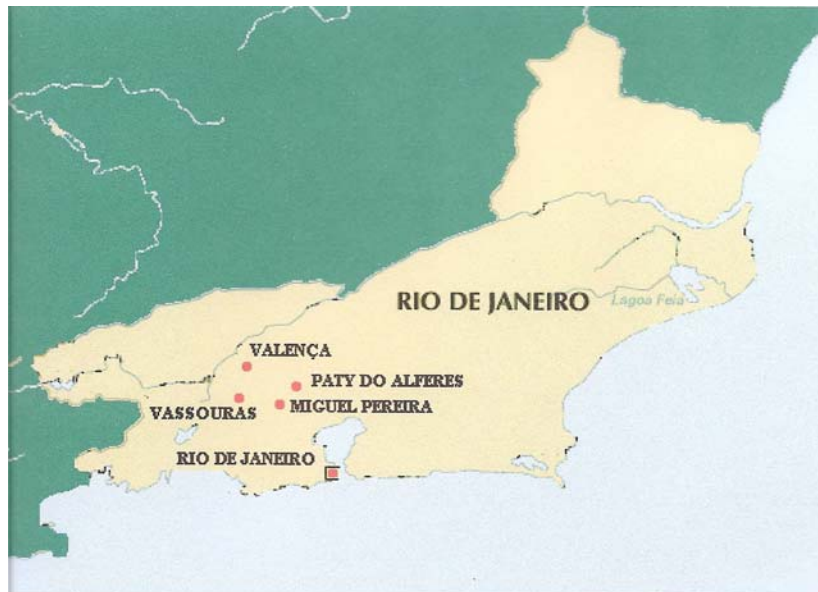 RIO DE JANEIRO
Lagoa Feia
VALENÇA
PATY DO ALFERES
VASSOURAS
MIGUEL PEREIRA
RIO DE JANEIRO